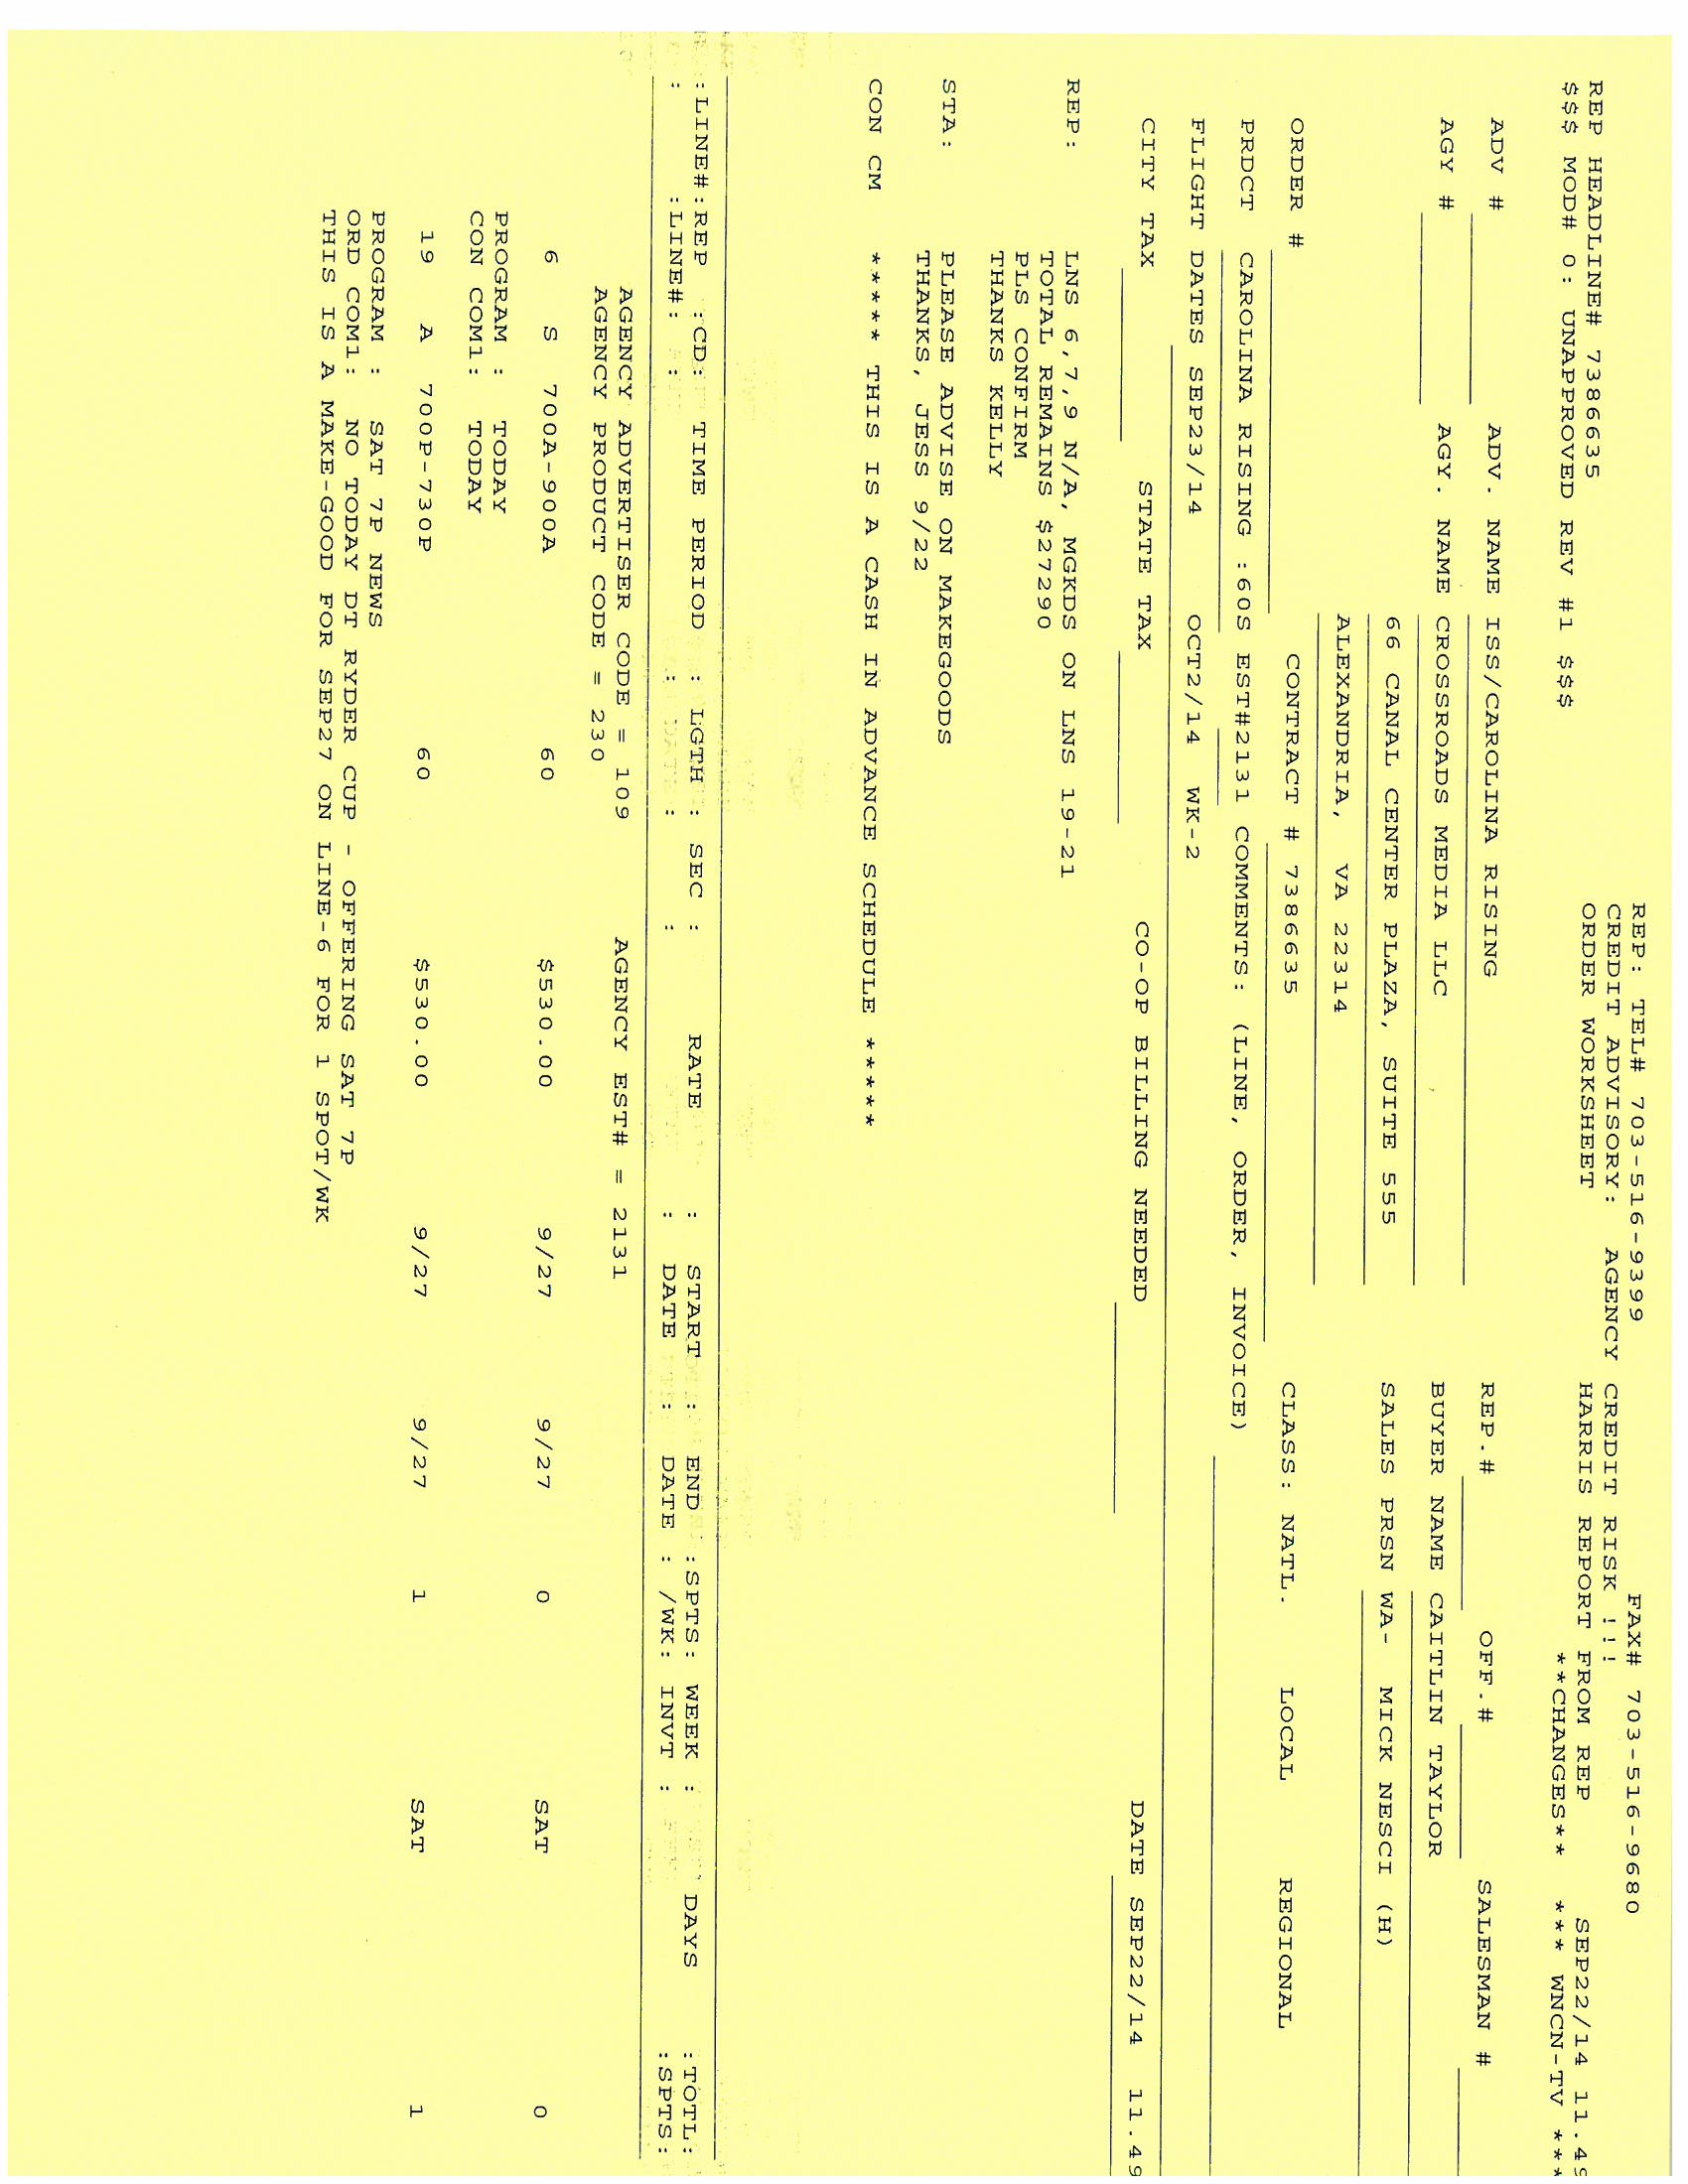 REP: TEL# 703-516-9399 FAX# 703-516-9680
CREDIT ADVISORY: AGENCY CREDIT RISK !!!
ORDER WORKSHEET HARRIS REPORT FROM REP SEP22/14 11.49
REP HEADLINE# 7386635 **CHANGES** *** WNCN-TV ***
$$$ MOD# 0: UNAPPROVED REV #1 $$$
ADV # ADV. NAME ISS/CAROLINA RISING REP.# OFF.# SALESMAN #
AGY # AGY. NAME CROSSROADS MEDIA LLC BUYER NAME CAITLIN TAYLOR
66 CANAL CENTER PLAZA, SUITE 555 SALES PRSN WA- MICK NESCI (H)
ALEXANDRIA, VA 22314
ORDER # CONTRACT # 7386635 CLASS: NATL. LOCAL REGIONAL
PRDCT CAROLINA RISING :60S EST#2131 COMMENTS: (LINE, ORDER, INVOICE)
FLIGHT DATES SEP23/14 OCT2/14 WK-2
CITY TAX STATE TAX CO-OP BILLING NEEDED DATE SEP22/14 11.49
REP: LNS 6,7,9 N/A, MGKDS ON LNS 19-21
TOTAL REMAINS $27290
PLS CONFIRM
THANKS KELLY
STA: PLEASE ADVISE ON MAKEGOODS
THANKS, JESS 9/22
CON CM ***** THIS IS A CASH IN ADVANCE SCHEDULE *****
:LINE#:REP :CD: TIME PERIOD : LGTH : SEC : RATE : START : END :SPTS: WEEK : DAYS :TOTL:
: :LINE#: : : : : : DATE : DATE : /WK: INVT : :SPTS:
AGENCY ADVERTISER CODE = 109 AGENCY EST# = 2131
AGENCY PRODUCT CODE = 230
6 S 700A-900A 60 $530.00 9/27 9/27 0 SAT 0
PROGRAM : TODAY
CON COM1: TODAY
19 A 700P-730P 60 $530.00 9/27 9/27 1 SAT 1
PROGRAM : SAT 7P NEWS
ORD COM1: NO TODAY DT RYDER CUP - OFFERING SAT 7P
THIS IS A MAKE-GOOD FOR SEP27 ON LINE-6 FOR 1 SPOT/WK